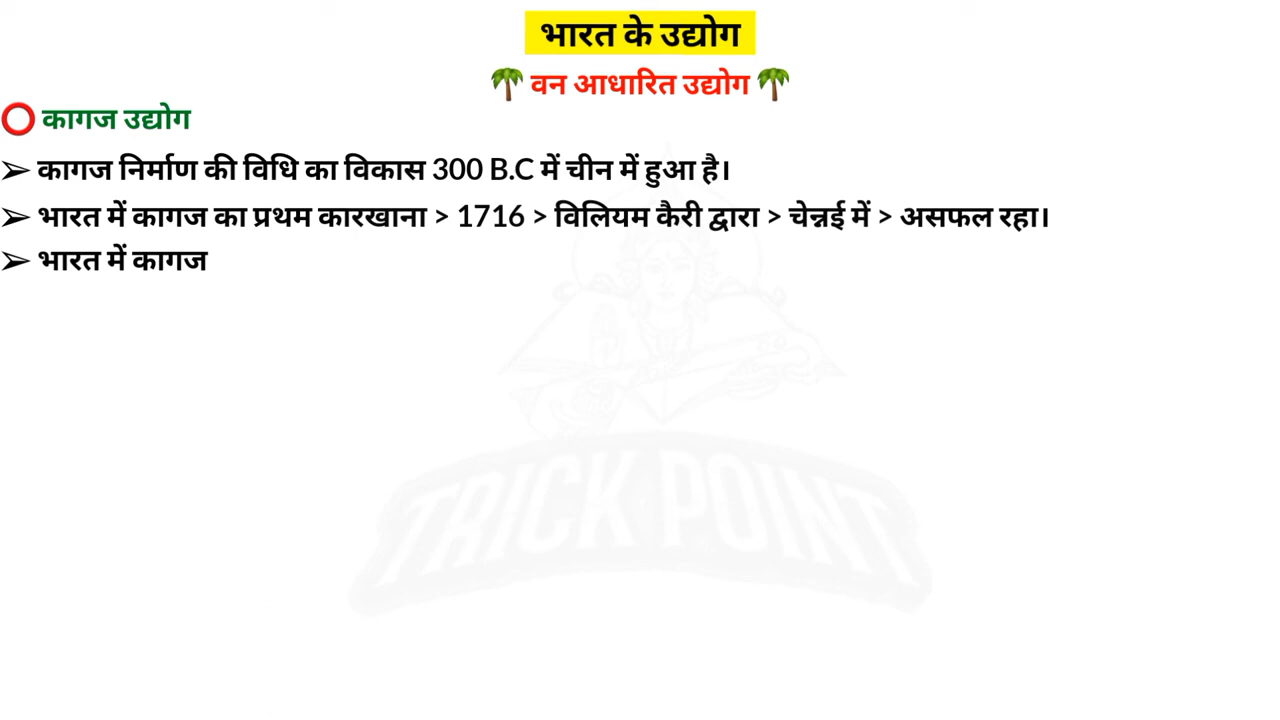 भारत के उद्योग
🌴 वन आधारित उद्योग 🌴
⭕ कागज उद्योग
➢ कागज निर्माण की विधि का विकास 300 B.C में चीन में हुआ है।
➢ भारत में कागज का प्रथम कारखाना > 1716 > विलियम कैरी द्वारा > चेन्नई में > असफल रहा।
➢ भारत में कागज
TRICK POINT